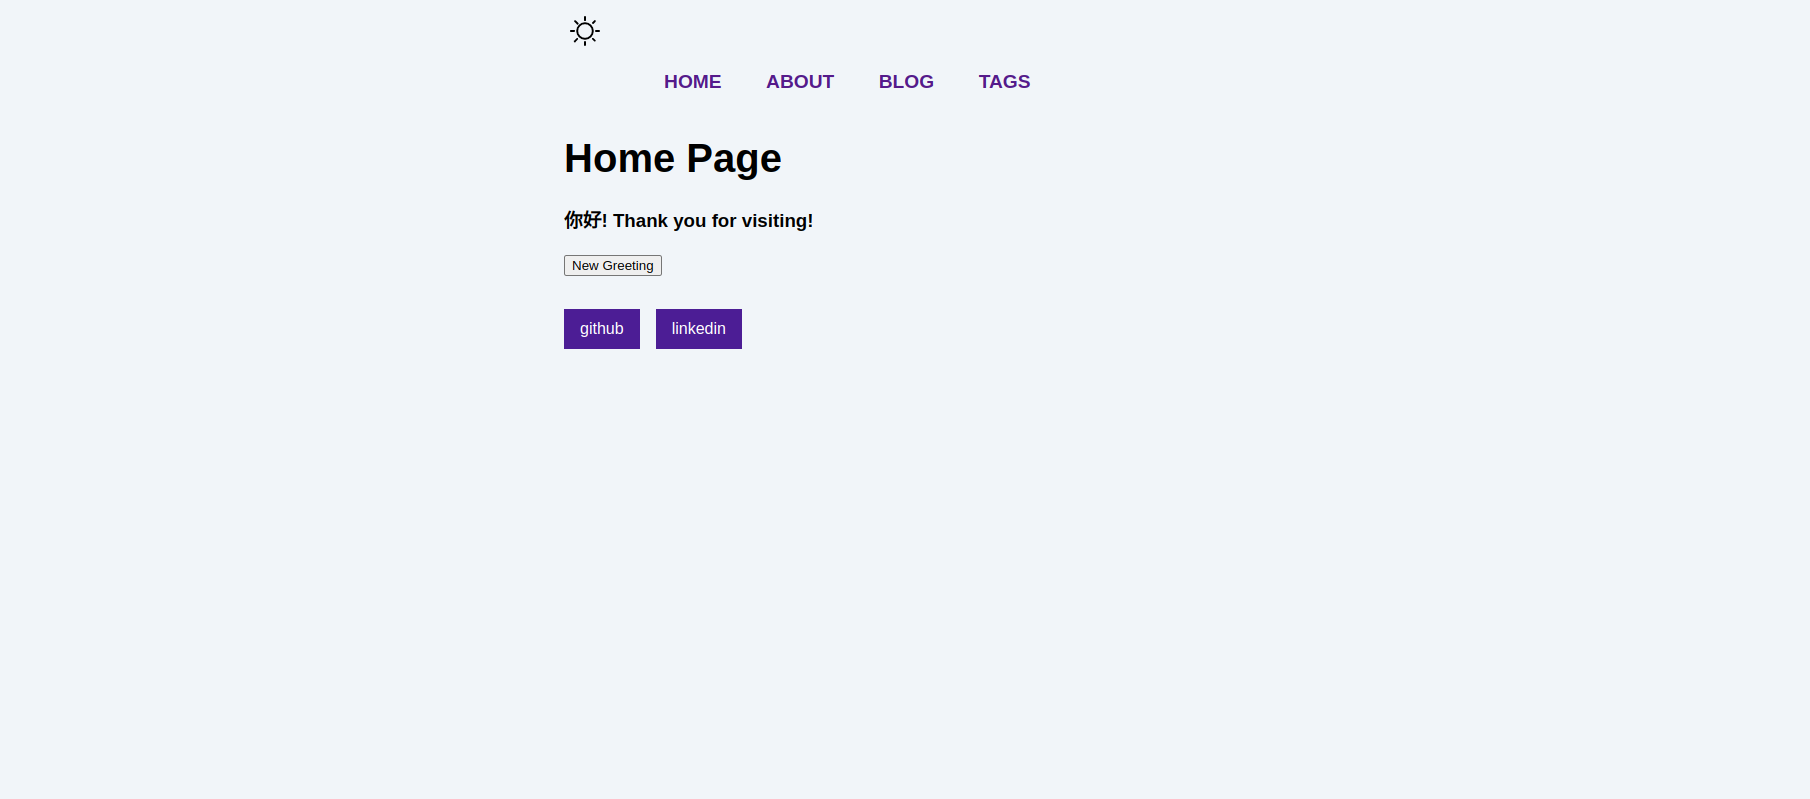 HOME ABOUT BLOG TAGS
Home Page
你好! Thank you for visiting!
New Greeting
github linkedin